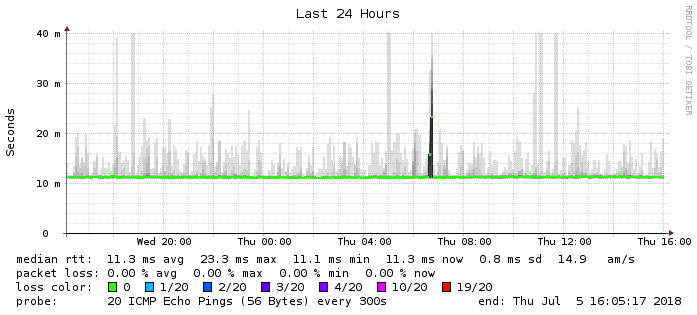 Last 24 Hours
RRDTOOL / TOBI OETIKER
Seconds
40 m
30 m
20 m
10 m
0
Wed 20:00 Thu 00:00 Thu 04:00 Thu 08:00 Thu 12:00 Thu 16:00
median rtt: 11.3 ms avg 23.3 ms max 11.1 ms min 11.3 ms now 0.8 ms sd 14.9 am/s
packet loss: 0.00 % avg 0.00 % max 0.00 % min 0.00 % now
loss color: 0 1/20 2/20 3/20 4/20 10/20 19/20
probe: 20 ICMP Echo Pings (56 Bytes) every 300s end: Thu Jul 5 16:05:17 2018